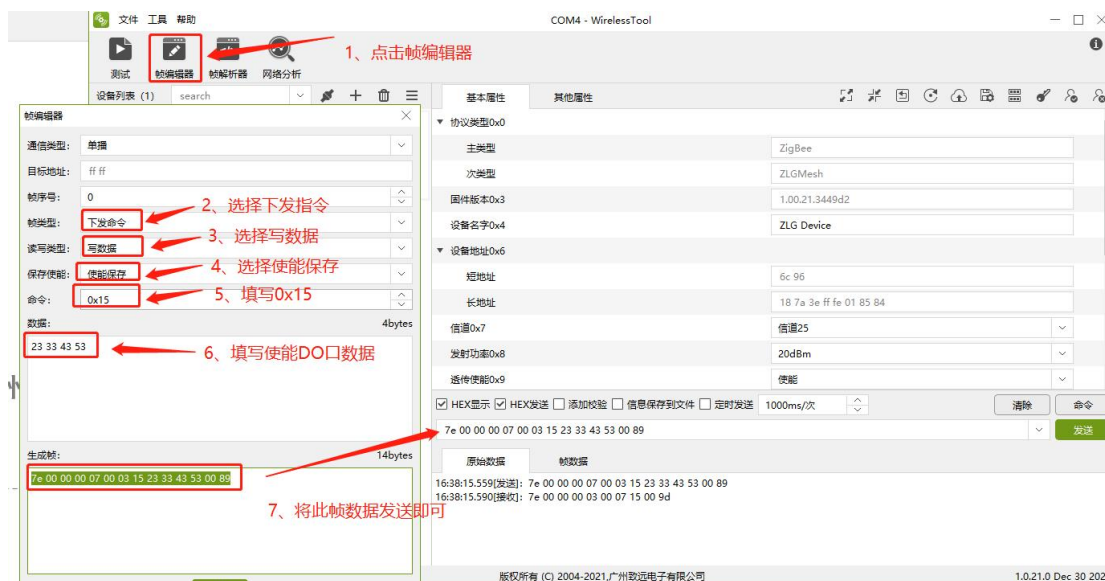 文件 工具 帮助
COM4 - WirelessTool
测试 帧编辑器 帧解析器 网络分析
1、点击帧编辑器
设备列表 (1) search
帧编辑器
通信类型: 单播
目标地址: ff ff
帧序号: 0
帧类型: 下发命令
2、选择下发指令
读写类型: 写数据
3、选择写数据
保存使能: 使能保存
4、选择使能保存
命令: 0x15
5、填写0x15
数据: 4bytes
23 33 43 53
6、填写使能DO口数据
生成帧: 14bytes
7e 00 00 00 07 00 03 15 23 33 43 53 00 89
7、将此帧数据发送即可
基本属性 其他属性
协议类型0x0
主类型 ZigBee
次类型 ZLGMesh
固件版本0x3 1.00.21.3449d2
设备名字0x4 ZLG Device
设备地址0x6
短地址 6c 96
长地址 18 7a 3e ff fe 01 85 84
信道0x7 信道25
发射功率0x8 20dBm
透传使能0x9 使能
HEX显示 HEX发送 添加校验 信息保存到文件 定时发送 1000ms/次 清除 命令
7e 00 00 00 07 00 03 15 23 33 43 53 00 89 发送
原始数据 帧数据
16:38:15.559[发送]: 7e 00 00 00 07 00 03 15 23 33 43 53 00 89
16:38:15.590[接收]: 7e 00 00 00 03 00 07 15 00 9d
版权所有 (C) 2004-2021,广州致远电子有限公司
1.0.21.0 Dec 30 202